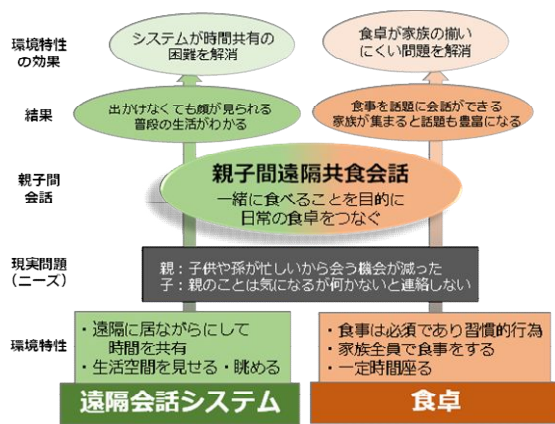 環境特性
の効果
システムが時間共有の
困難を解消
食卓が家族の揃い
にくい問題を解消
結果
出かけなくても顔が見られる
普段の生活がわかる
食事を話題に会話ができる
家族が集まると話題も豊富になる
親子間
会話
親子間遠隔共食会話
一緒に食べることを目的に
日常の食卓をつなぐ
現実問題
(ニーズ)
親:子供や孫が忙しいから会う機会が減った
子:親のことは気になるが何かないと連絡しない
環境特性
・遠隔に居ながらにして
時間を共有
・生活空間を見せる・眺める
・食事は必須であり習慣的行為
・家族全員で食事をする
・一定時間座る
遠隔会話システム
食卓